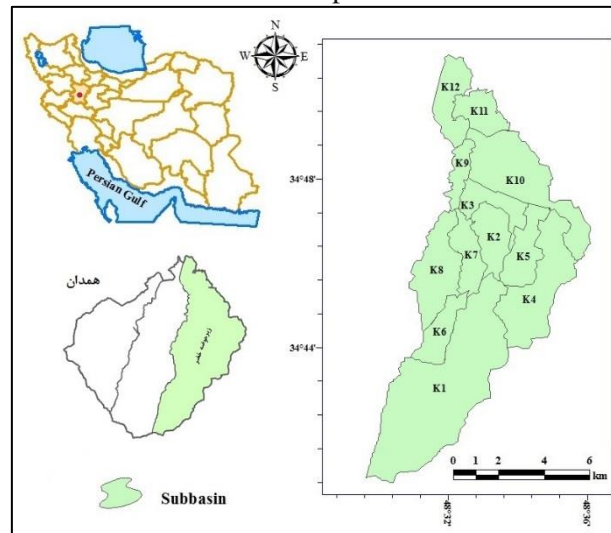 N
W E
S
Persian Gulf
همدان
Subbasin
K12
K11
K9
K10
K3
K2
K7
K5
K8
K4
K6
K1
34°48'
34°44'
0 1 2 4 6
km
48°32'
48°36'